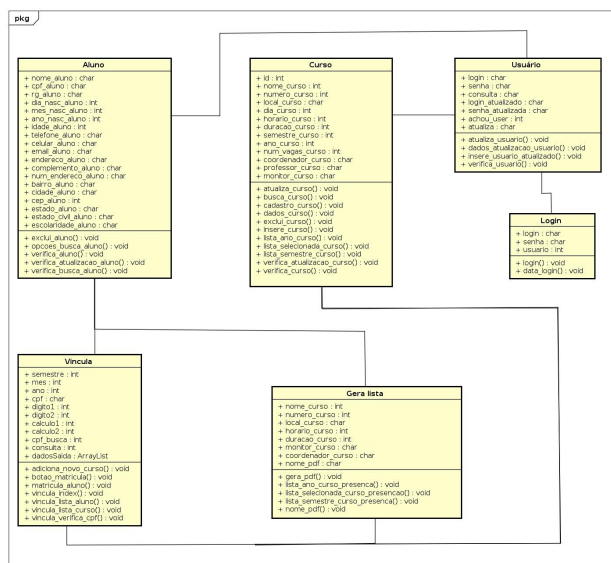 pkg
Aluno
+ nome_aluno : char
+ cpf_aluno : char
+ rg_aluno : char
+ dia_nasc_aluno : int
+ mes_nasc_aluno : int
+ ano_nasc_aluno : int
+ idade_aluno : int
+ telefone_aluno : char
+ celular_aluno : char
+ email_aluno : char
+ endereco_aluno : char
+ complemento_aluno : char
+ num_endereco_aluno : char
+ bairro_aluno : char
+ cidade_aluno : char
+ cep_aluno : int
+ estado_aluno : char
+ estado_civil_aluno : char
+ escolaridade_aluno : char
+ exclui_aluno() : void
+ opcoes_busca_aluno() : void
+ verifica_aluno() : void
+ verifica_atualizacao_aluno() : void
+ verifica_busca_aluno() : void
Curso
+ id : int
+ nome_curso : int
+ numero_curso : int
+ local_curso : char
+ dia_curso : int
+ horario_curso : int
+ duracao_curso : int
+ semestre_curso : int
+ ano_curso : int
+ num_vagas_curso : int
+ coordenador_curso : char
+ professor_curso : char
+ monitor_curso : char
+ atualiza_curso() : void
+ busca_curso() : void
+ cadastro_curso() : void
+ dados_curso() : void
+ exclui_curso() : void
+ insere_curso() : void
+ lista_ano_curso() : void
+ lista_selecionada_curso() : void
+ lista_semestre_curso() : void
+ verifica_atualizacao_curso() : void
+ verifica_curso() : void
Usuário
+ login : char
+ senha : char
+ consulta : char
+ login_atualizado : char
+ senha_atualizada : char
+ achou_user : int
+ atualiza : char
+ atualiza_usuario() : void
+ dados_atualizacao_usuario() : void
+ insere_usuario_atualizado() : void
+ verifica_usuario() : void
Login
+ login : char
+ senha : char
+ usuario : int
+ login() : void
+ data_login() : void
Vincula
+ semestre : int
+ mes : int
+ ano : int
+ cpf : char
+ digito1 : int
+ digito2 : int
+ calculo1 : int
+ calculo2 : int
+ cpf_busca : int
+ consulta : int
+ dadosSaida : ArrayList
+ adiciona_novo_curso() : void
+ botao_matricula() : void
+ matricula_aluno() : void
+ vincula_index() : void
+ vincula_lista_aluno() : void
+ vincula_lista_curso() : void
+ vincula_verifica_cpf() : void
Gera lista
+ nome_curso : int
+ numero_curso : int
+ local_curso : char
+ horario_curso : int
+ duracao_curso : int
+ monitor_curso : char
+ coordenador_curso : char
+ nome_pdf : char
+ gera_pdf() : void
+ lista_ano_curso_presenca() : void
+ lista_selecionada_curso_presencao() : void
+ lista_semestre_curso_presenca() : void
+ nome_pdf() : void